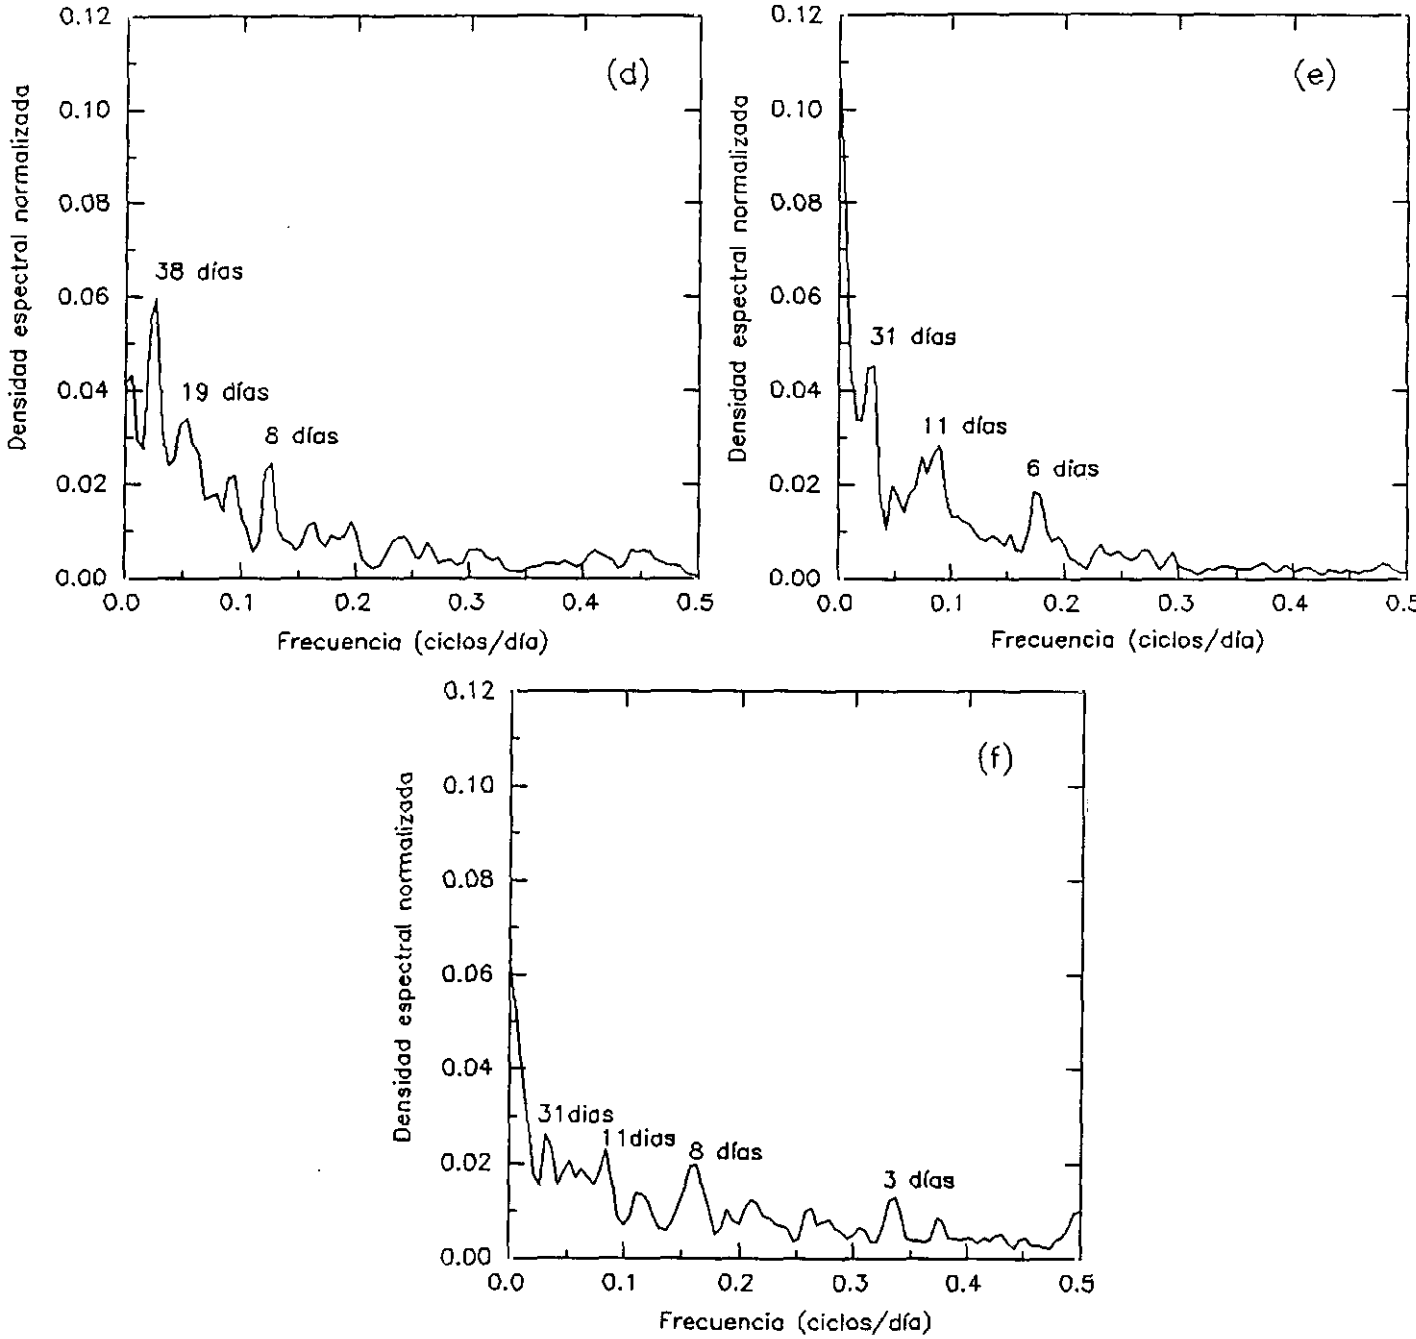 0.12
0.10
0.08
0.06
0.04
0.02
0.00
Densidad espectral normalizada
(d)
38 días
19 días
8 días
0.0 0.1 0.2 0.3 0.4 0.5
Frecuencia (ciclos/día)
0.12
0.10
0.08
0.06
0.04
0.02
0.00
Densidad espectral normalizada
(e)
31 días
11 días
6 dias
0.0 0.1 0.2 0.3 0.4 0.5
Frecuencia (ciclos/día)
0.12
0.10
0.08
0.06
0.04
0.02
0.00
Densidad espectral normalizada
(f)
31dias
11dias
8 días
3 días
0.0 0.1 0.2 0.3 0.4 0.5
Frecuencia (ciclos/día)